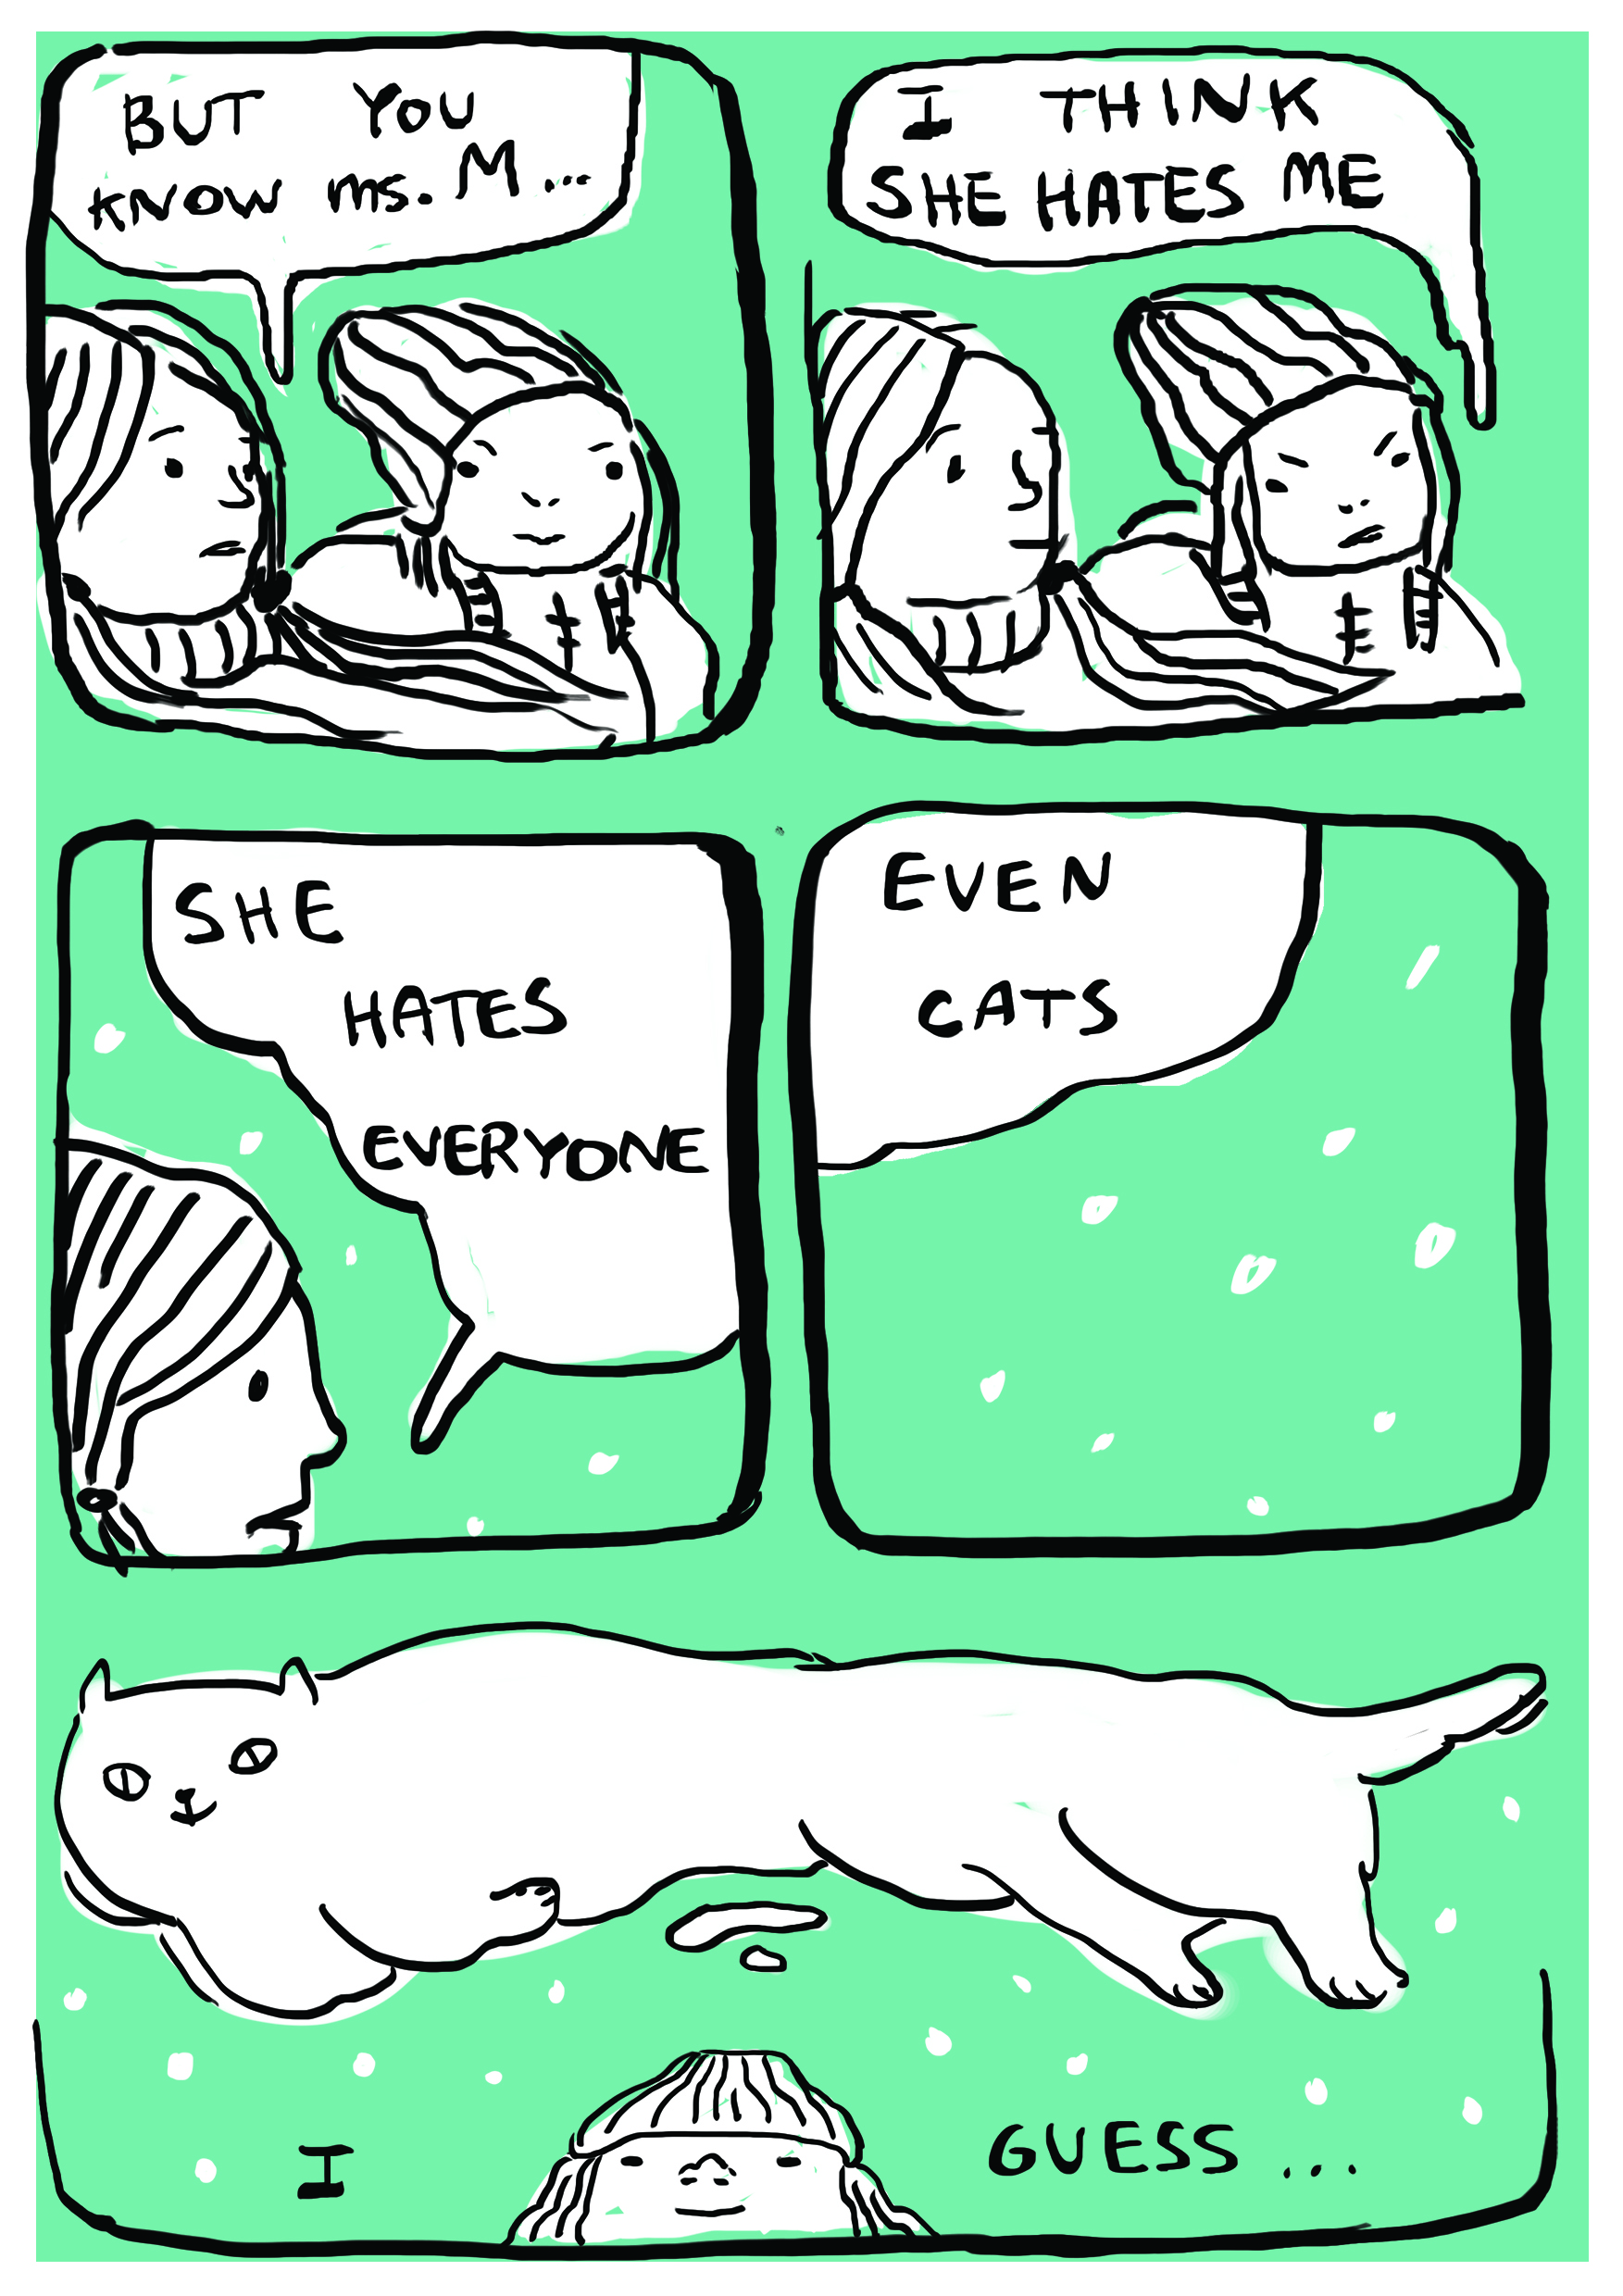 BUT YOU
KNOW MS. M...
I THINK
SHE HATES ME
SHE
HATES
EVERYONE
EVEN
CATS
I GUESS...